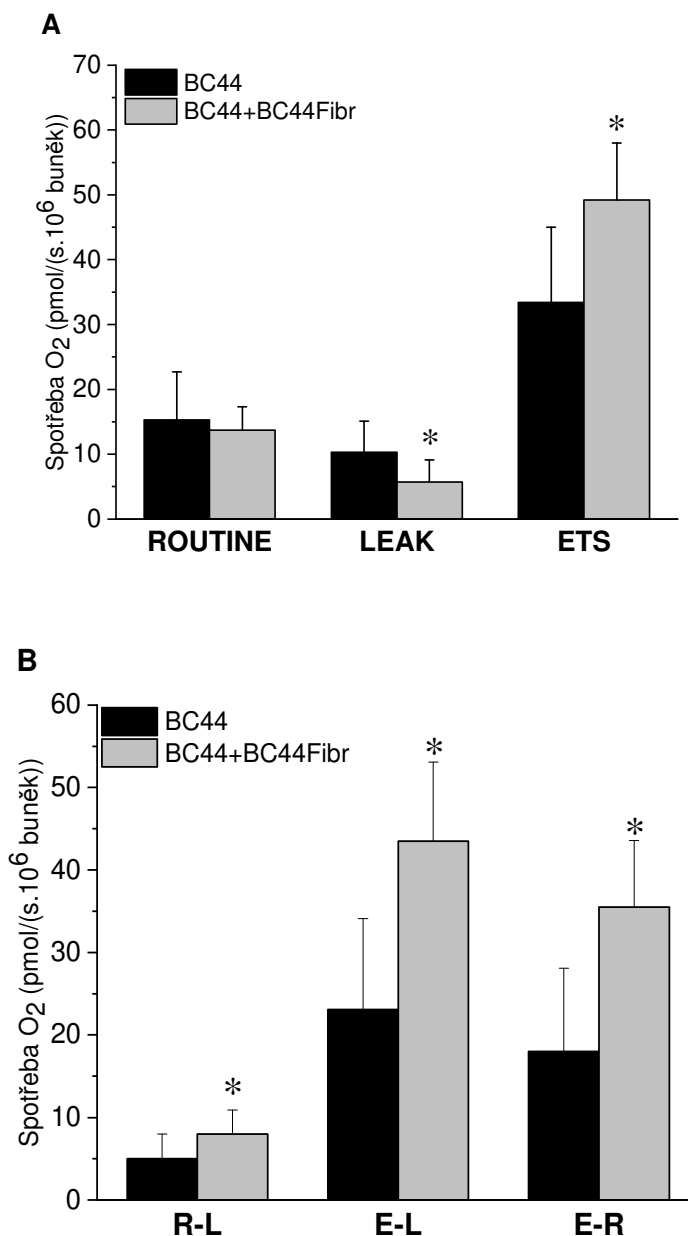 A
70
60
50
40
30
20
10
0
Spotřeba O2 (pmol/(s.10^6 buněk))
BC44
BC44+BC44Fibr
*
*
ROUTINE LEAK ETS
B
60
50
40
30
20
10
0
Spotřeba O2 (pmol/(s.10^6 buněk))
BC44
BC44+BC44Fibr
*
*
*
R-L E-L E-R